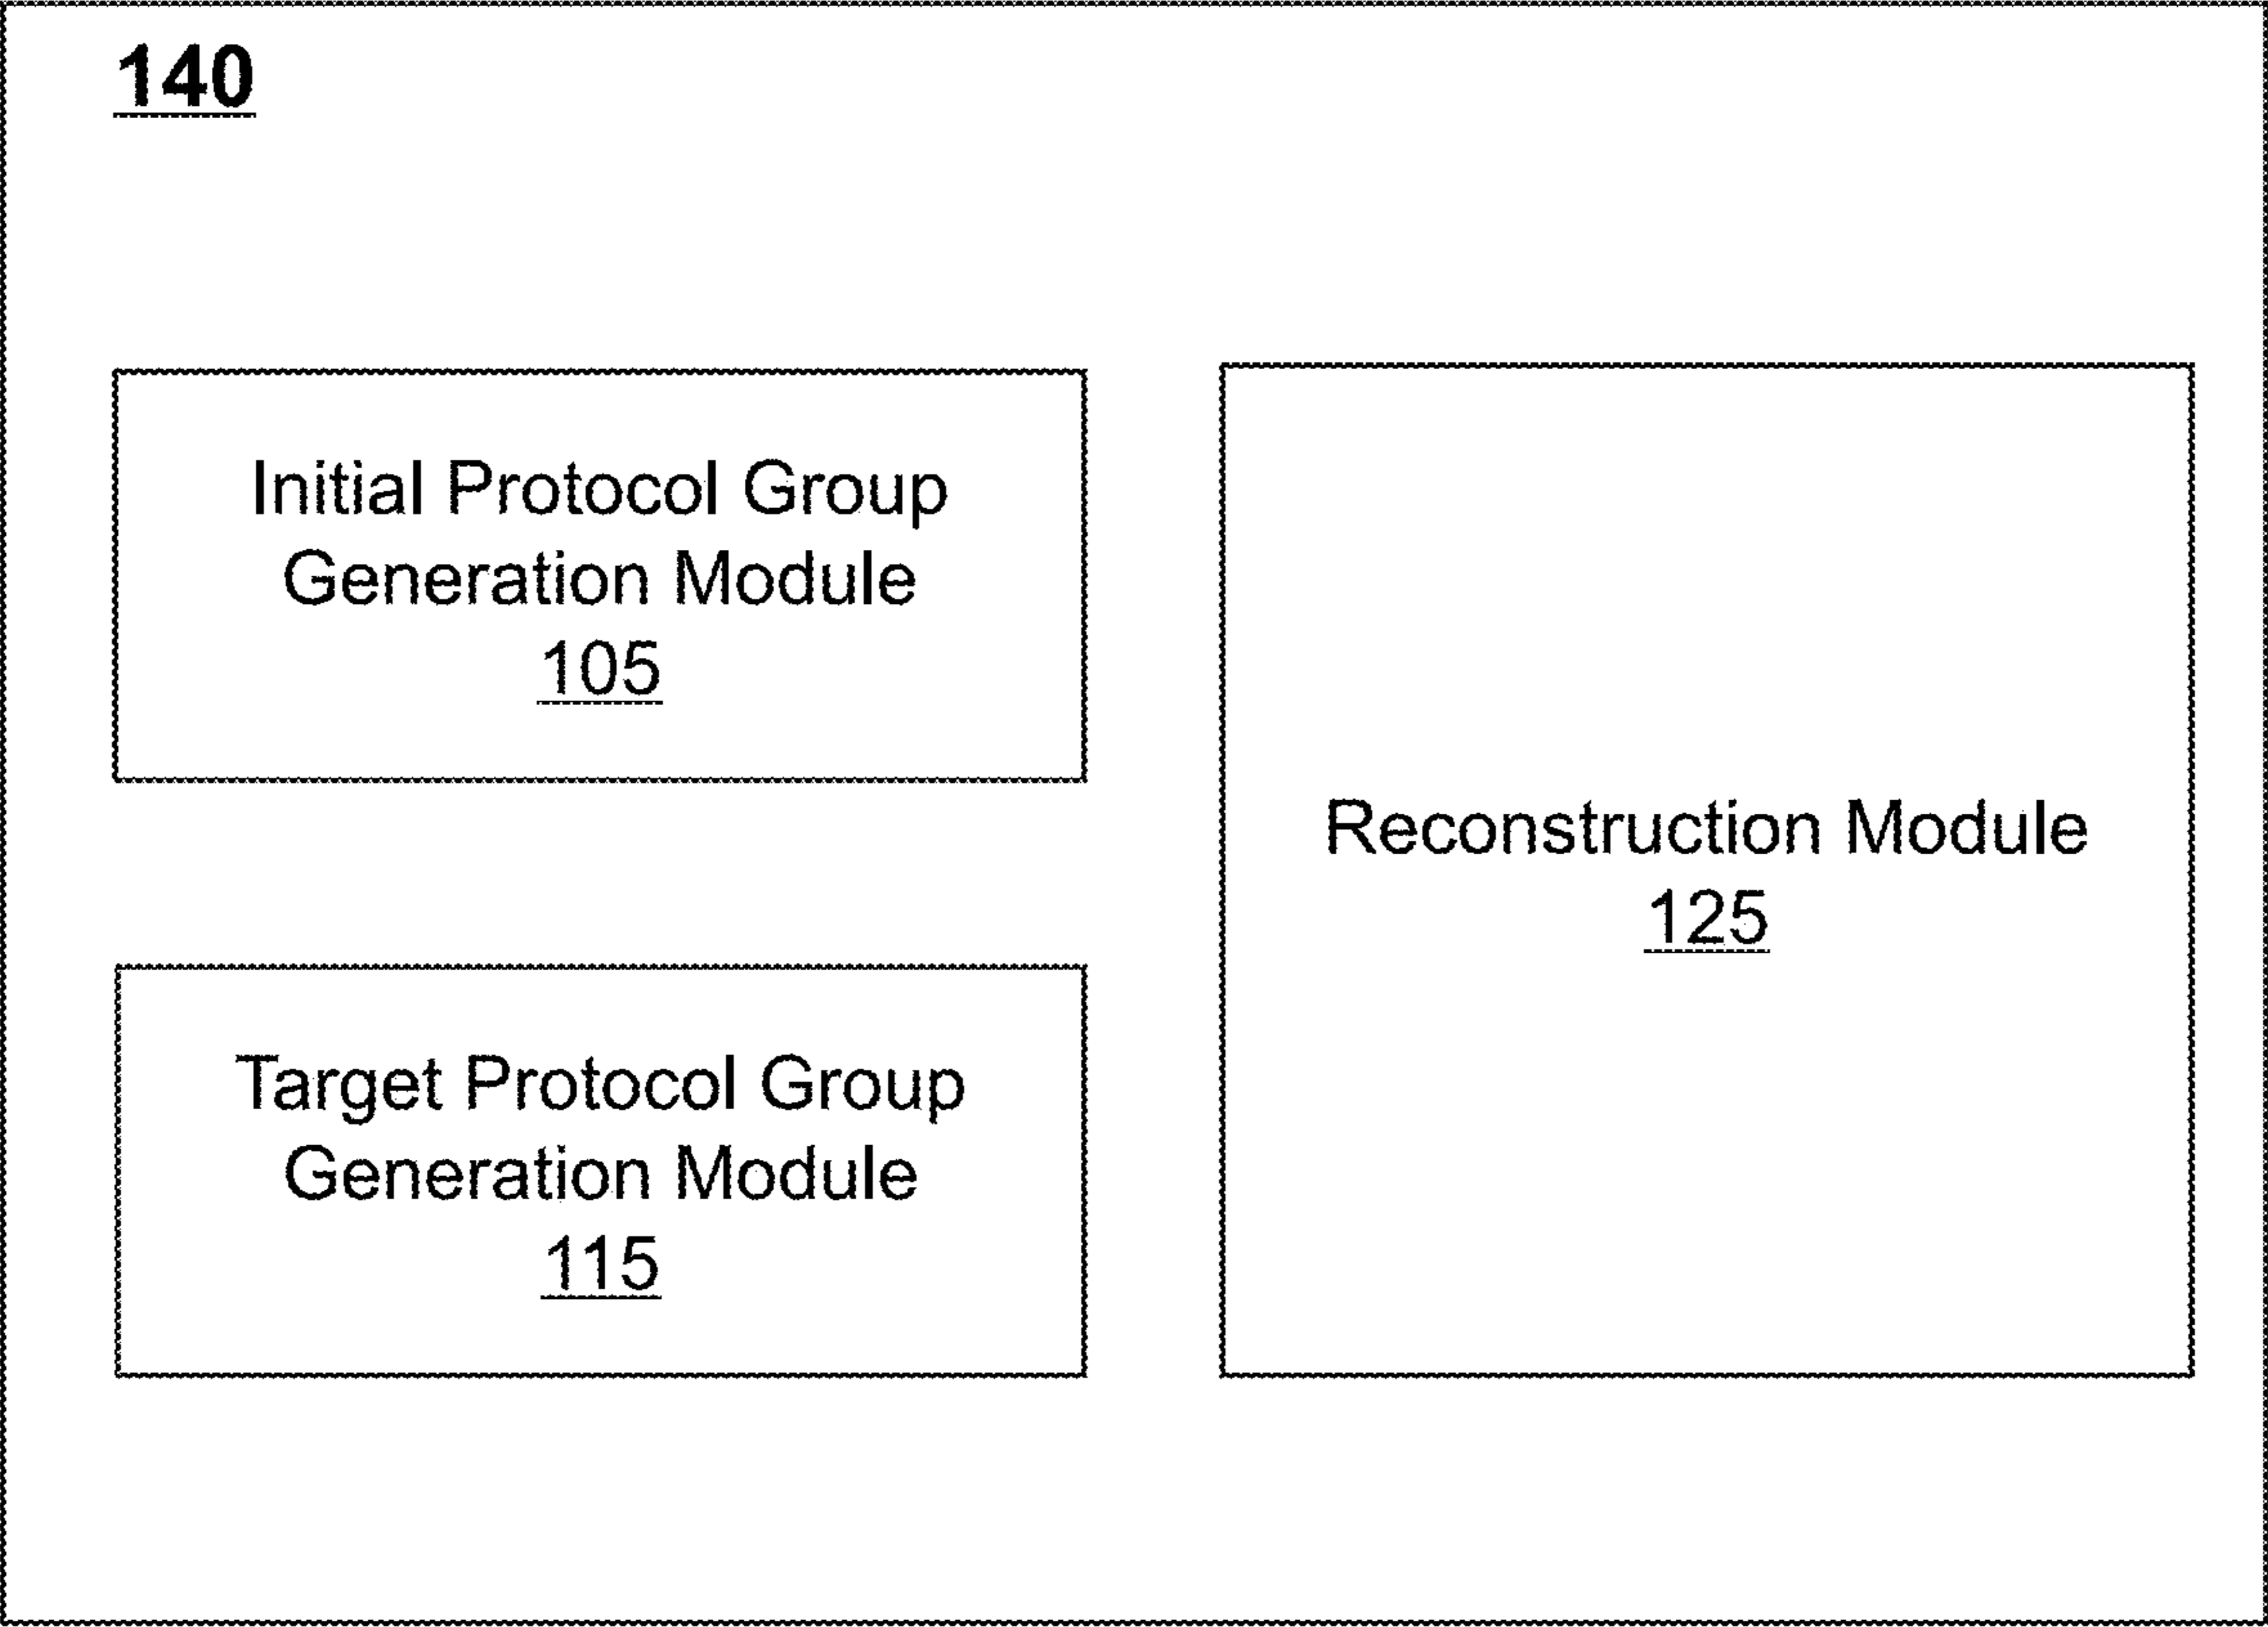 140
Initial Protocol Group
Generation Module
105
Target Protocol Group
Generation Module
115
Reconstruction Module
125